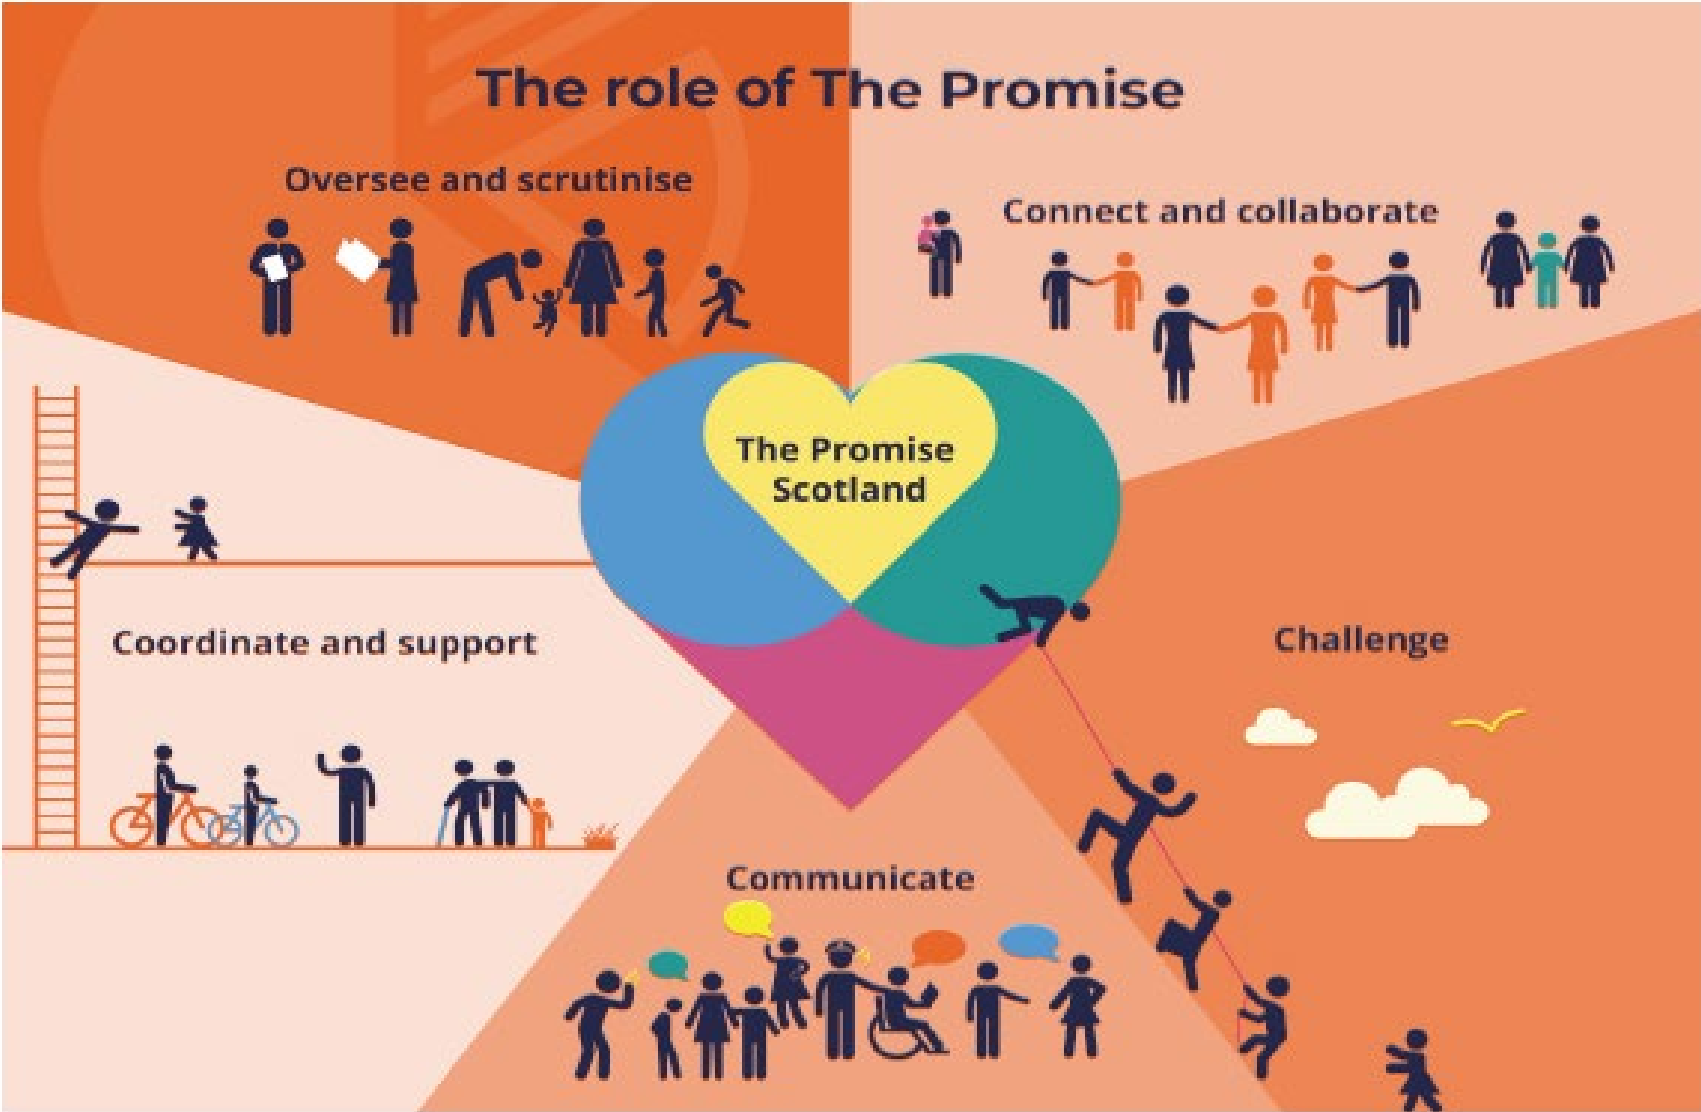 The role of The Promise
Oversee and scrutinise
Connect and collaborate
The Promise
Scotland
Coordinate and support
Challenge
Communicate